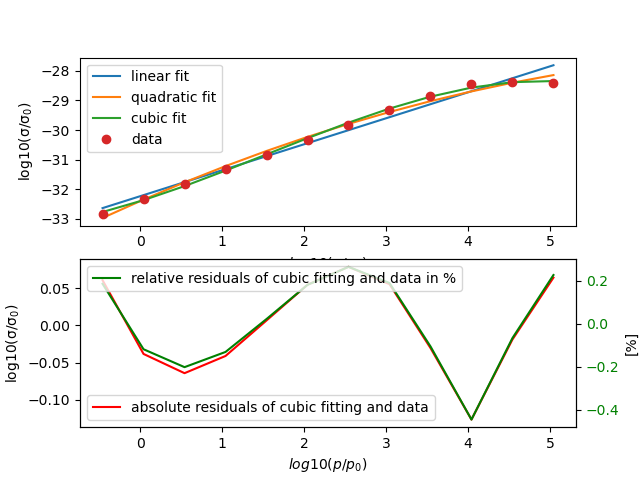 linear fit
quadratic fit
cubic fit
data
−28
−29
−30
−31
−32
−33
log10(σ/σ₀)
0 1 2 3 4 5
relative residuals of cubic fitting and data in %
absolute residuals of cubic fitting and data
0.05
0.00
−0.05
−0.10
log10(σ/σ₀)
0.2
0.0
−0.2
−0.4
[%]
0 1 2 3 4 5
log10(p/p₀)